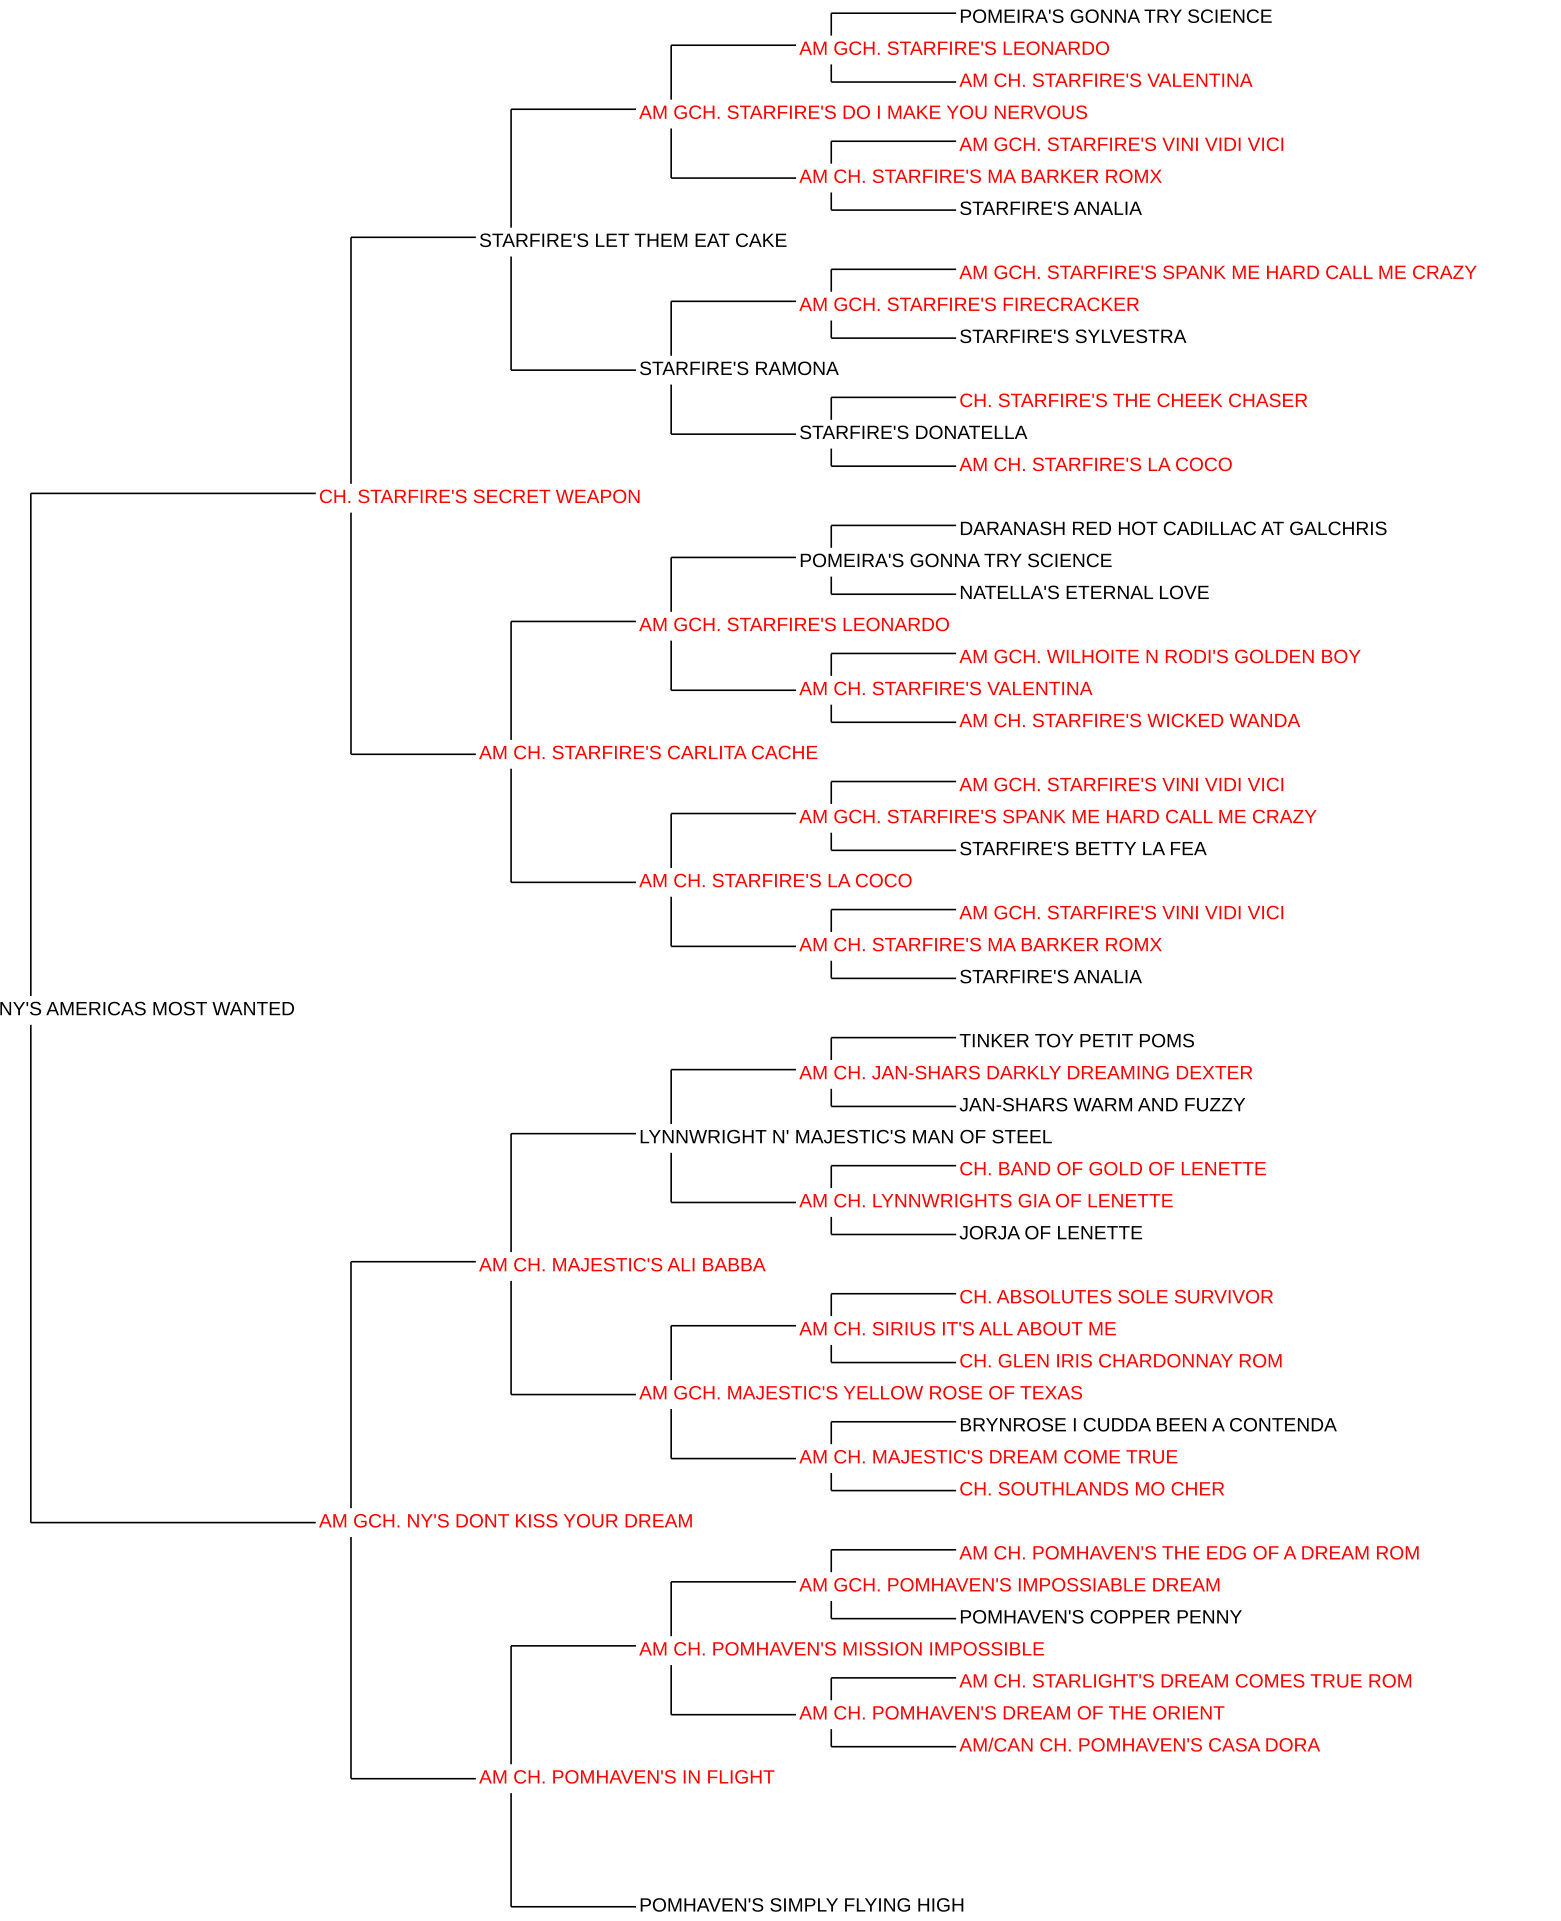 POMEIRA'S GONNA TRY SCIENCE
AM GCH. STARFIRE'S LEONARDO
AM CH. STARFIRE'S VALENTINA
AM GCH. STARFIRE'S DO I MAKE YOU NERVOUS
AM GCH. STARFIRE'S VINI VIDI VICI
AM CH. STARFIRE'S MA BARKER ROMX
STARFIRE'S ANALIA
STARFIRE'S LET THEM EAT CAKE
AM GCH. STARFIRE'S SPANK ME HARD CALL ME CRAZY
AM GCH. STARFIRE'S FIRECRACKER
STARFIRE'S SYLVESTRA
STARFIRE'S RAMONA
CH. STARFIRE'S THE CHEEK CHASER
STARFIRE'S DONATELLA
AM CH. STARFIRE'S LA COCO
CH. STARFIRE'S SECRET WEAPON
DARANASH RED HOT CADILLAC AT GALCHRIS
POMEIRA'S GONNA TRY SCIENCE
NATELLA'S ETERNAL LOVE
AM GCH. STARFIRE'S LEONARDO
AM GCH. WILHOITE N RODI'S GOLDEN BOY
AM CH. STARFIRE'S VALENTINA
AM CH. STARFIRE'S WICKED WANDA
AM CH. STARFIRE'S CARLITA CACHE
AM GCH. STARFIRE'S VINI VIDI VICI
AM GCH. STARFIRE'S SPANK ME HARD CALL ME CRAZY
STARFIRE'S BETTY LA FEA
AM CH. STARFIRE'S LA COCO
AM GCH. STARFIRE'S VINI VIDI VICI
AM CH. STARFIRE'S MA BARKER ROMX
STARFIRE'S ANALIA
NY'S AMERICAS MOST WANTED
TINKER TOY PETIT POMS
AM CH. JAN-SHARS DARKLY DREAMING DEXTER
JAN-SHARS WARM AND FUZZY
LYNNWRIGHT N' MAJESTIC'S MAN OF STEEL
CH. BAND OF GOLD OF LENETTE
AM CH. LYNNWRIGHTS GIA OF LENETTE
JORJA OF LENETTE
AM CH. MAJESTIC'S ALI BABBA
CH. ABSOLUTES SOLE SURVIVOR
AM CH. SIRIUS IT'S ALL ABOUT ME
CH. GLEN IRIS CHARDONNAY ROM
AM GCH. MAJESTIC'S YELLOW ROSE OF TEXAS
BRYNROSE I CUDDA BEEN A CONTENDA
AM CH. MAJESTIC'S DREAM COME TRUE
CH. SOUTHLANDS MO CHER
AM GCH. NY'S DONT KISS YOUR DREAM
AM CH. POMHAVEN'S THE EDG OF A DREAM ROM
AM GCH. POMHAVEN'S IMPOSSIABLE DREAM
POMHAVEN'S COPPER PENNY
AM CH. POMHAVEN'S MISSION IMPOSSIBLE
AM CH. STARLIGHT'S DREAM COMES TRUE ROM
AM CH. POMHAVEN'S DREAM OF THE ORIENT
AM/CAN CH. POMHAVEN'S CASA DORA
AM CH. POMHAVEN'S IN FLIGHT
POMHAVEN'S SIMPLY FLYING HIGH